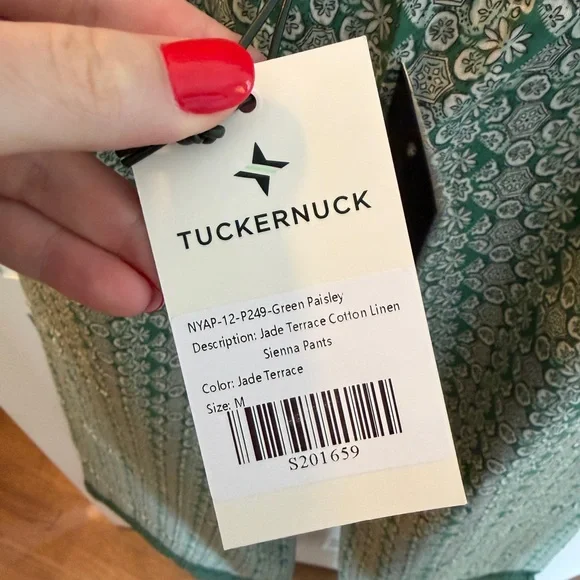 TUCKERNUCK
NYAP-12-P249-Green Paisley
Description: Jade Terrace Cotton Linen
Sienna Pants
Color: Jade Terrace
Size: M
S201659